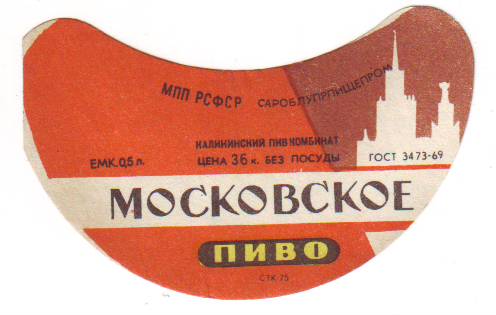 МПП РСФСР САРОБЛУПРПИЩЕПРОМ
КАЛИНИНСКИЙ ПИВКОМБИНАТ
ЕМК. 0,5 л. ЦЕНА 36 к. БЕЗ ПОСУДЫ ГОСТ 3473-69
МОСКОВСКОЕ
ПИВО
СТК 75